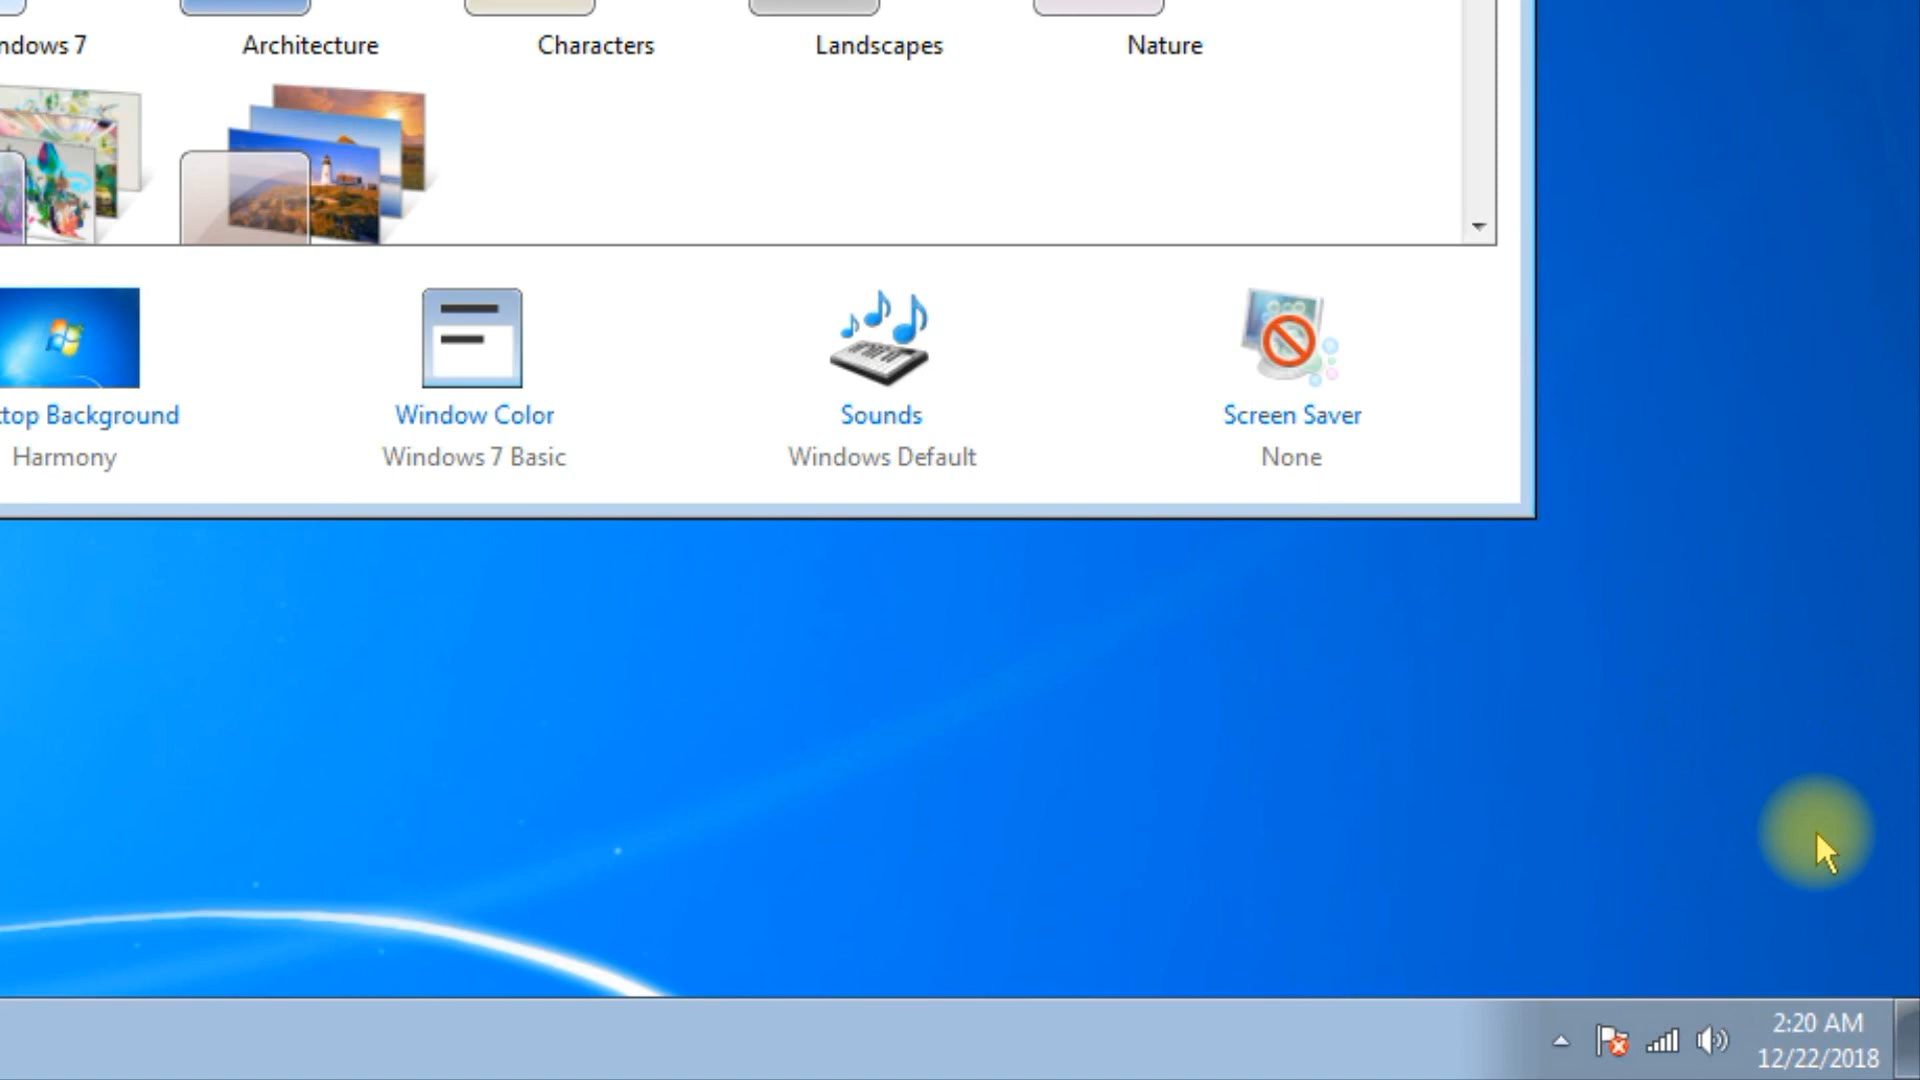 ndows 7
Architecture
Characters
Landscapes
Nature
top Background
Harmony
Window Color
Windows 7 Basic
Sounds
Windows Default
Screen Saver
None
2:20 AM
12/22/2018